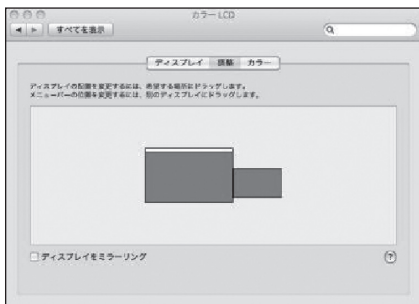 カラー LCD
すべてを表示
ディスプレイ 調整 カラー
ディスプレイの配置を変更するには、希望する場所にドラッグします。
メニューバーの位置を変更するには、別のディスプレイにドラッグします。
ディスプレイをミラーリング
?